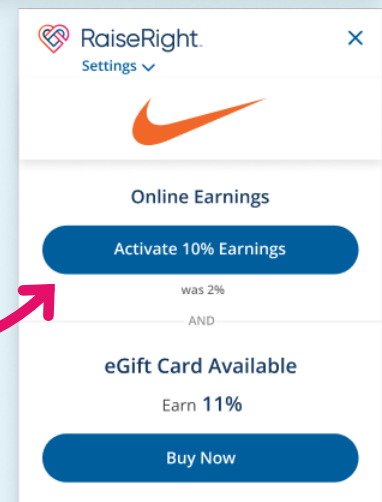 RaiseRight.
Settings
Online Earnings
Activate 10% Earnings
was 2%
AND
eGift Card Available
Earn 11%
Buy Now